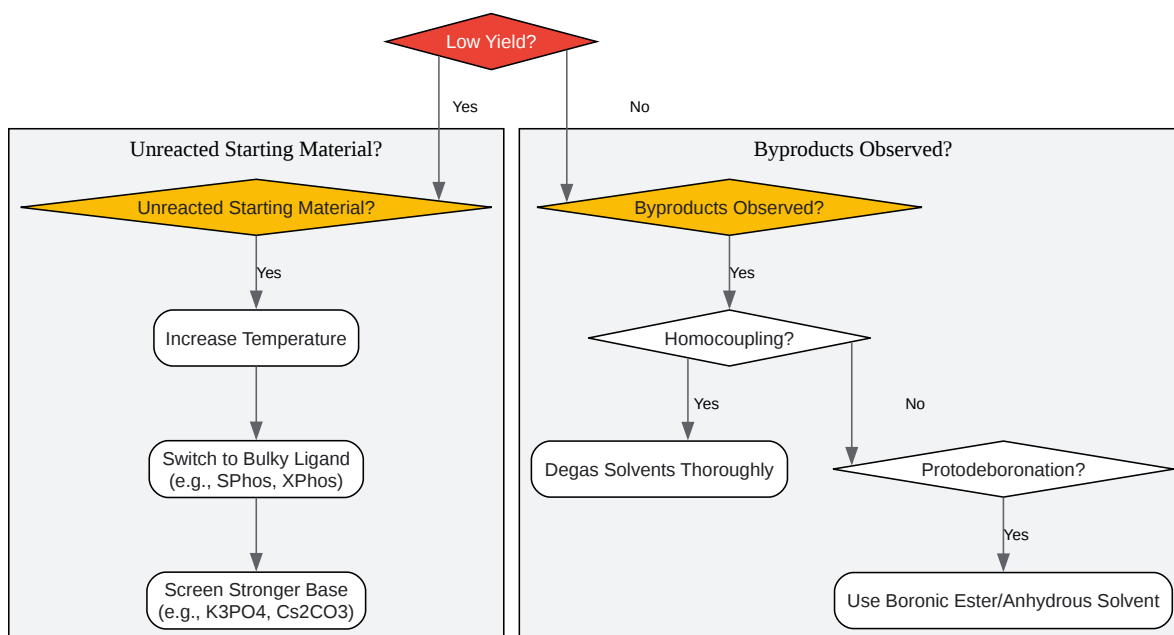 Low Yield?
Yes
No
Unreacted Starting Material?
Byproducts Observed?
Unreacted Starting Material?
Byproducts Observed?
Yes
Yes
Increase Temperature
Homocoupling?
Yes
No
Switch to Bulky Ligand
(e.g., SPhos, XPhos)
Degas Solvents Thoroughly
Protodeboronation?
Yes
Screen Stronger Base
(e.g., K3PO4, Cs2CO3)
Use Boronic Ester/Anhydrous Solvent